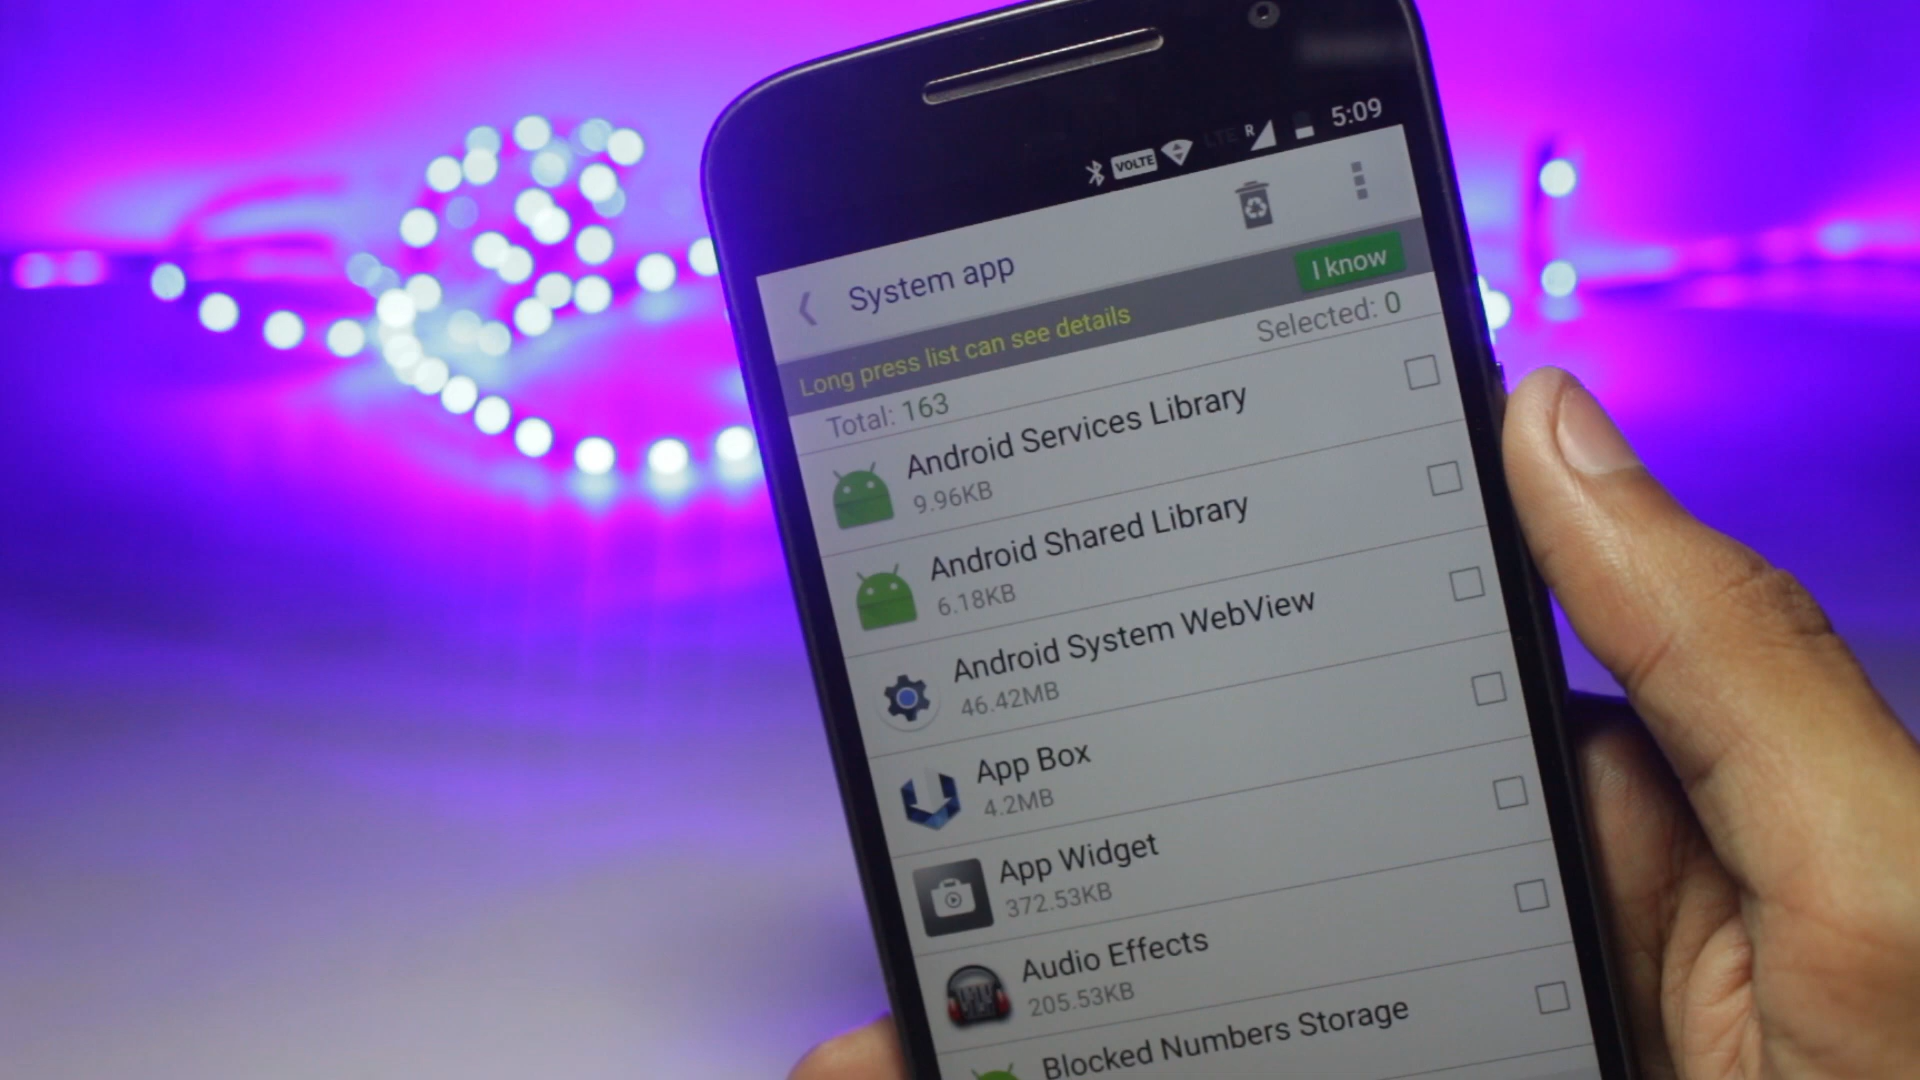 VOLTE LTE R 5:09
System app
Long press list can see details I know
Total: 163 Selected: 0
Android Services Library
9.96KB
Android Shared Library
6.18KB
Android System WebView
46.42MB
App Box
4.2MB
App Widget
372.53KB
Audio Effects
205.53KB
Blocked Numbers Storage